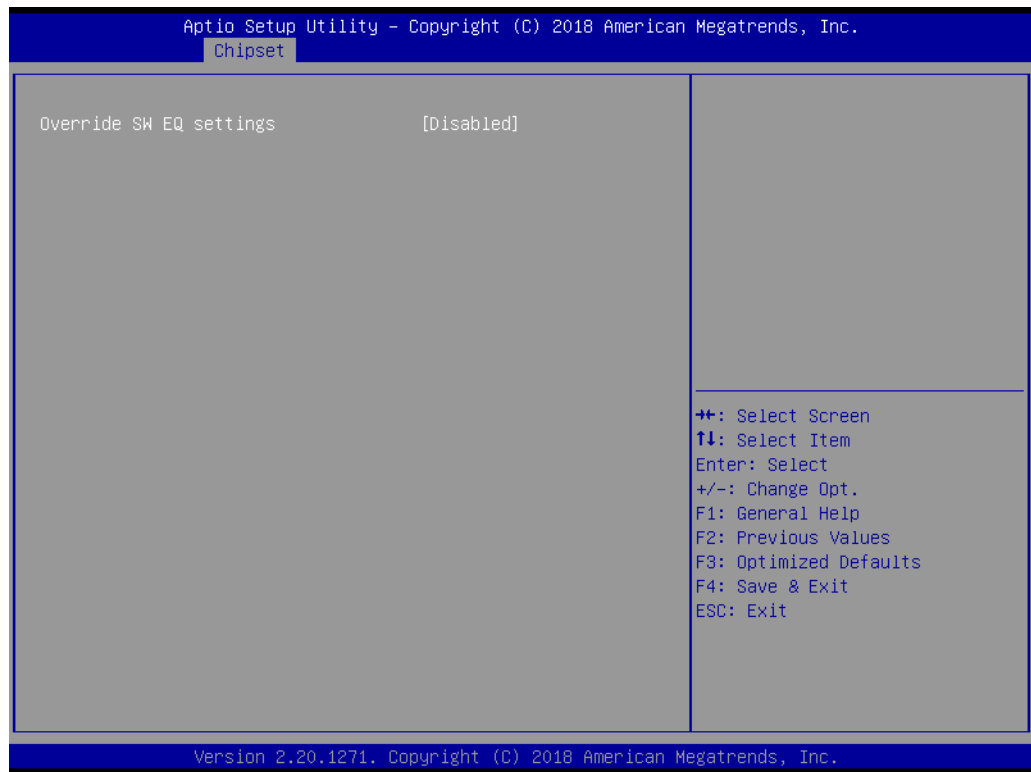 Aptio Setup Utility – Copyright (C) 2018 American Megatrends, Inc.
Chipset
Override SW EQ settings [Disabled]
→←: Select Screen
↑↓: Select Item
Enter: Select
+/-: Change Opt.
F1: General Help
F2: Previous Values
F3: Optimized Defaults
F4: Save & Exit
ESC: Exit
Version 2.20.1271. Copyright (C) 2018 American Megatrends, Inc.